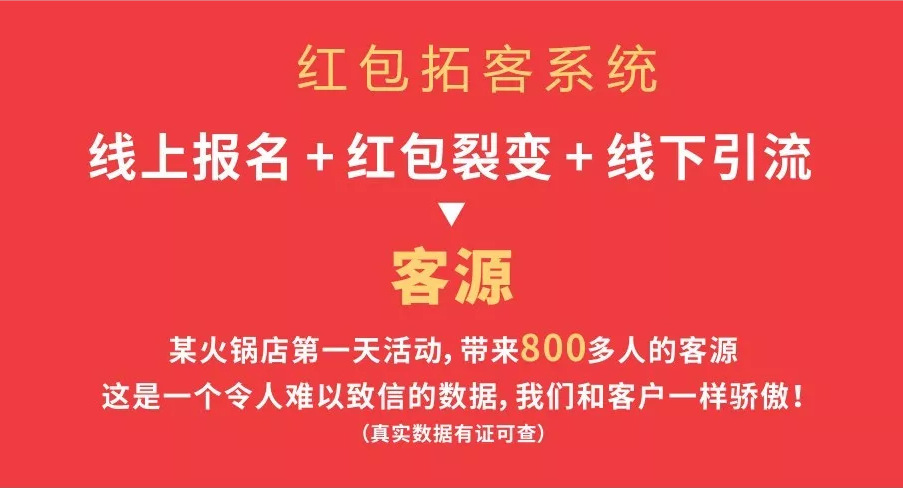 红包拓客系统
线上报名+红包裂变+线下引流
客源
某火锅店第一天活动,带来800多人的客源
这是一个令人难以致信的数据,我们和客户一样骄傲!
(真实数据有证可查)